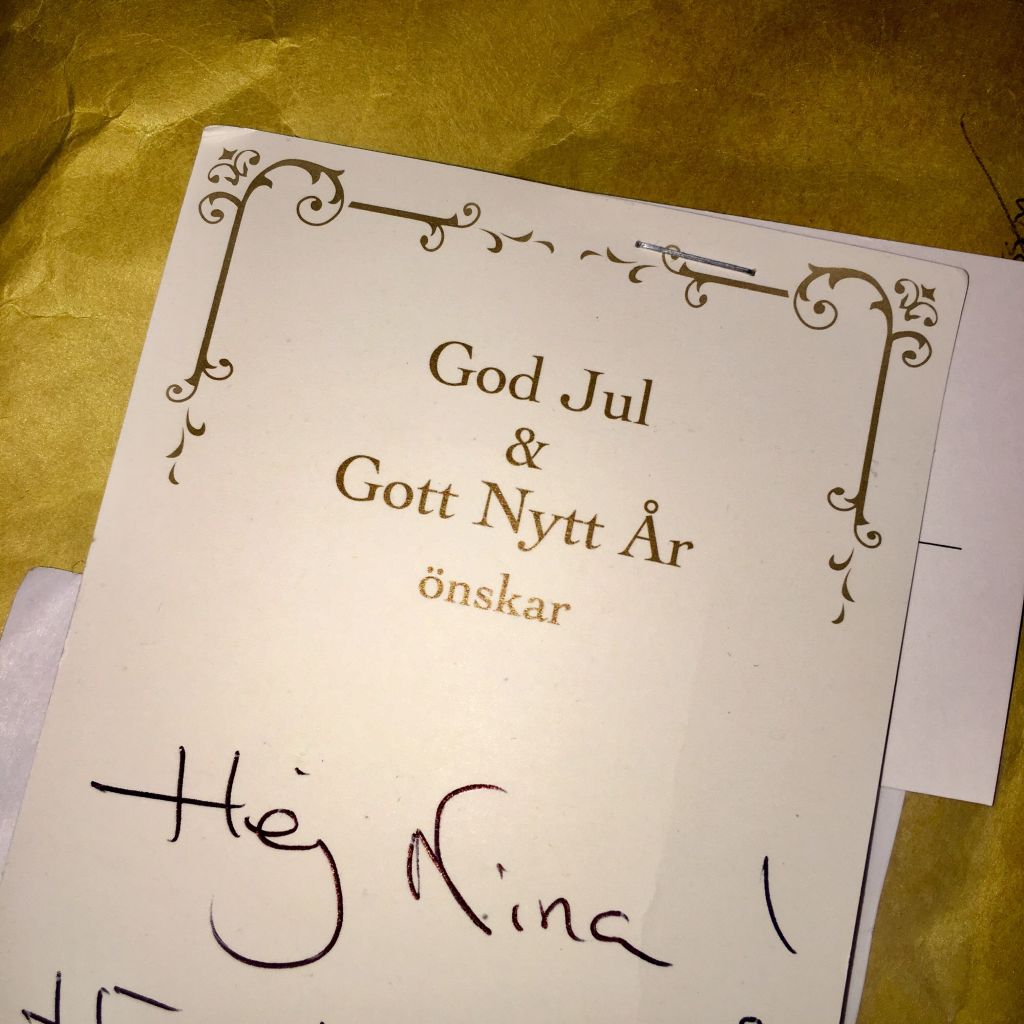 God Jul
&
Gott Nytt År
önskar
Hej Nina!